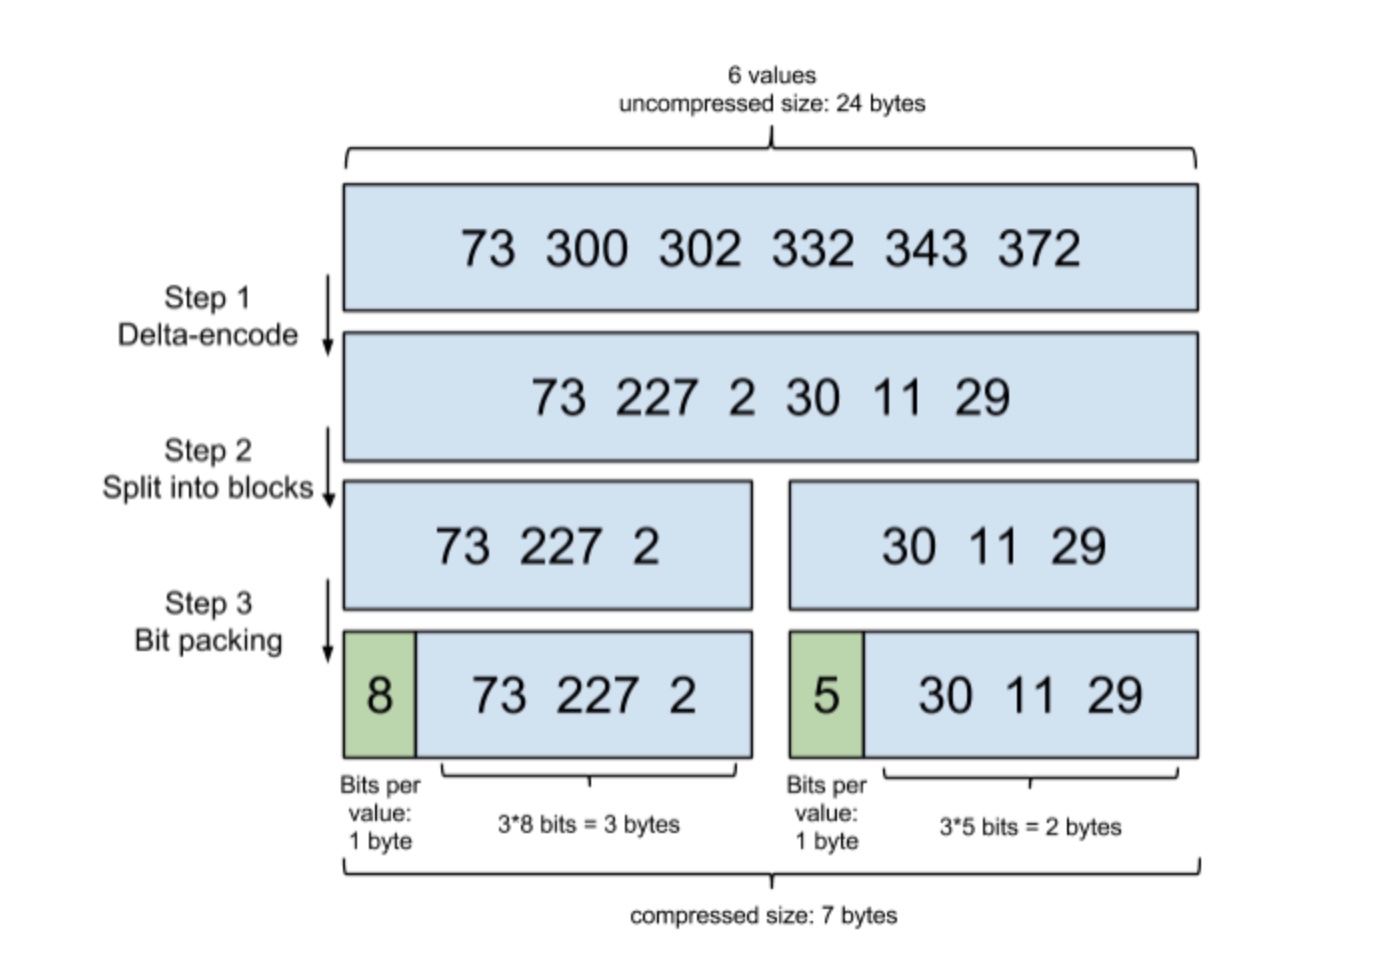 6 values
uncompressed size: 24 bytes
73 300 302 332 343 372
Step 1
Delta-encode
73 227 2 30 11 29
Step 2
Split into blocks
73 227 2
30 11 29
Step 3
Bit packing
8
73 227 2
5
30 11 29
Bits per
value:
1 byte
3*8 bits = 3 bytes
Bits per
value:
1 byte
3*5 bits = 2 bytes
compressed size: 7 bytes